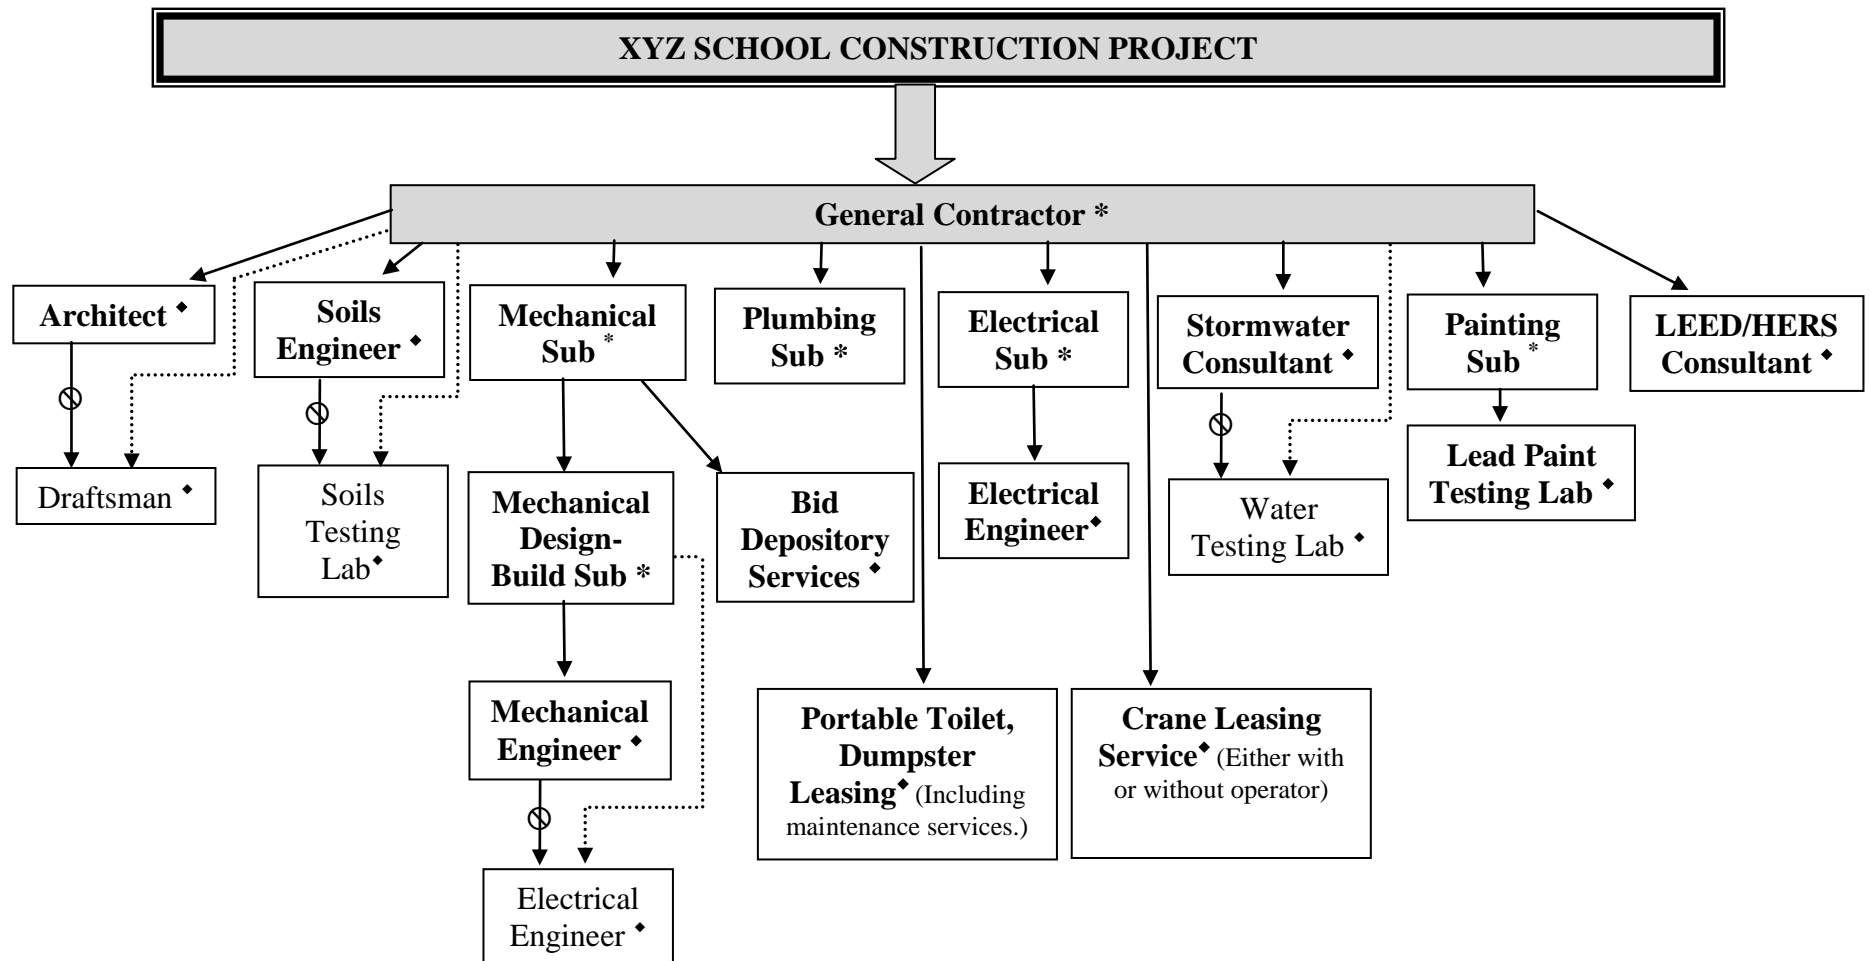 XYZ SCHOOL CONSTRUCTION PROJECT
General Contractor *
Architect ◆
Soils
Engineer ◆
Mechanical
Sub *
Plumbing
Sub *
Electrical
Sub *
Stormwater
Consultant ◆
Painting
Sub *
LEED/HERS
Consultant ◆
Draftsman ◆
Soils
Testing
Lab◆
Mechanical
Design-
Build Sub *
Bid
Depository
Services ◆
Electrical
Engineer◆
Water
Testing Lab ◆
Lead Paint
Testing Lab ◆
Mechanical
Engineer ◆
Portable Toilet,
Dumpster
Leasing◆ (Including
maintenance services.)
Crane Leasing
Service◆ (Either with
or without operator)
Electrical
Engineer ◆